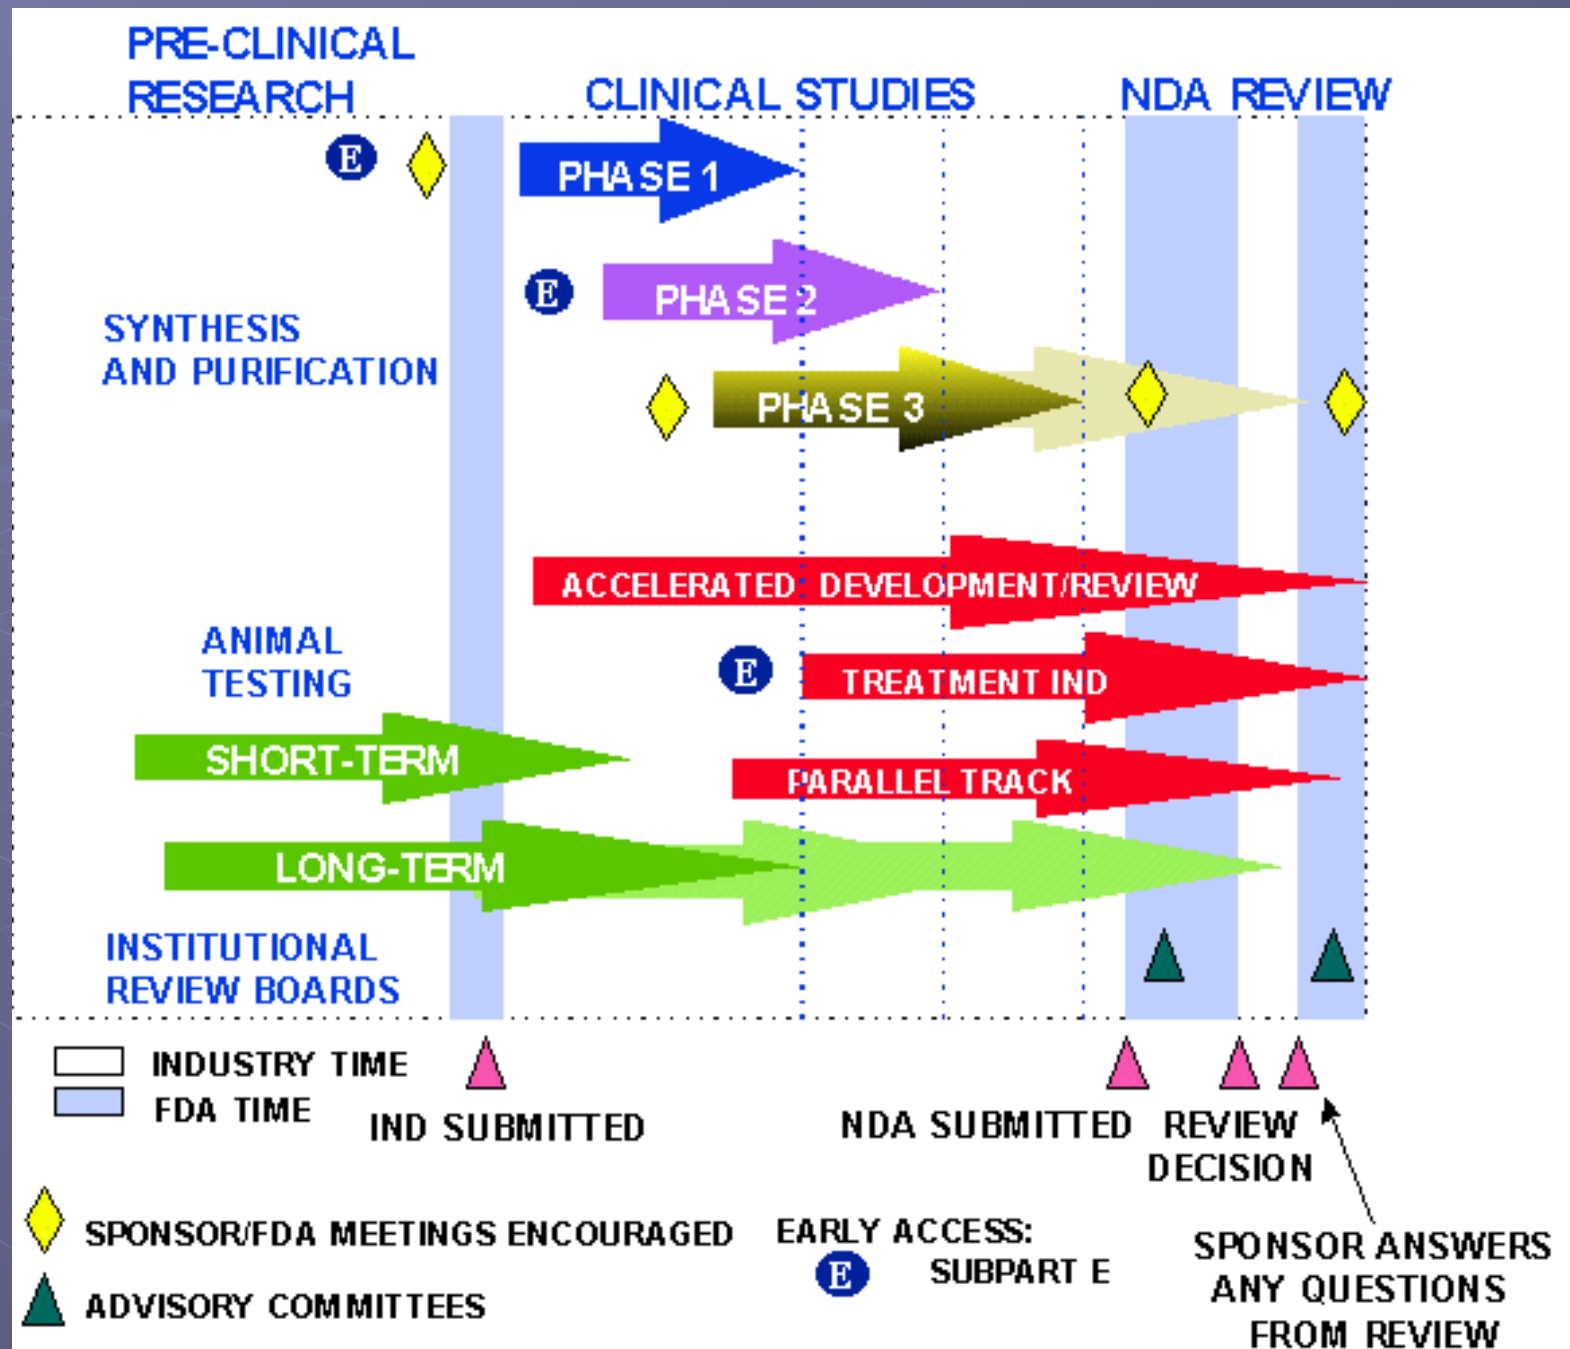 PRE-CLINICAL
RESEARCH
CLINICAL STUDIES
NDA REVIEW
E
PHASE 1
E
PHASE 2
SYNTHESIS
AND PURIFICATION
PHASE 3
ACCELERATED DEVELOPMENT/REVIEW
ANIMAL
TESTING
E
TREATMENT IND
SHORT-TERM
PARALLEL TRACK
LONG-TERM
INSTITUTIONAL
REVIEW BOARDS
INDUSTRY TIME
FDA TIME
IND SUBMITTED
NDA SUBMITTED
REVIEW
DECISION
SPONSOR/FDA MEETINGS ENCOURAGED
ADVISORY COMMITTEES
EARLY ACCESS:
E
SUBPART E
SPONSOR ANSWERS
ANY QUESTIONS
FROM REVIEW